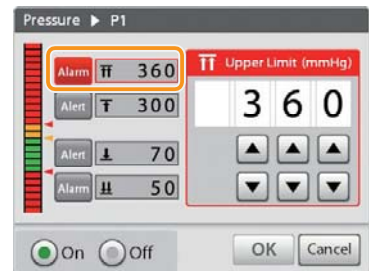 Pressure ▶ P1
Alarm 360
Alert 300
Alert 70
Alarm 50
Upper Limit (mmHg)
3 6 0
On Off
OK Cancel